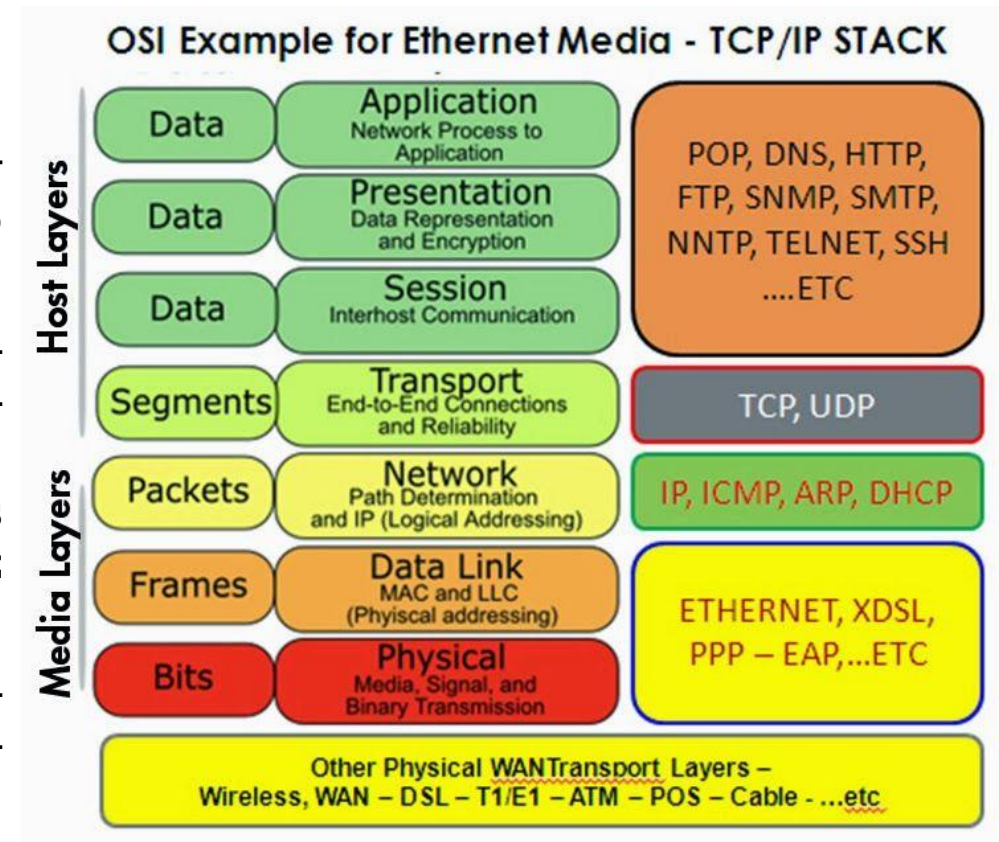 OSI Example for Ethernet Media - TCP/IP STACK
Host Layers
Data
Application
Network Process to
Application
Data
Presentation
Data Representation
and Encryption
Data
Session
Interhost Communication
POP, DNS, HTTP,
FTP, SNMP, SMTP,
NNTP, TELNET, SSH
....ETC
Segments
Transport
End-to-End Connections
and Reliability
TCP, UDP
Media Layers
Packets
Network
Path Determination
and IP (Logical Addressing)
IP, ICMP, ARP, DHCP
Frames
Data Link
MAC and LLC
(Phyiscal addressing)
Bits
Physical
Media, Signal, and
Binary Transmission
ETHERNET, XDSL,
PPP – EAP,...ETC
Other Physical WANTransport Layers –
Wireless, WAN – DSL – T1/E1 – ATM – POS – Cable - ...etc